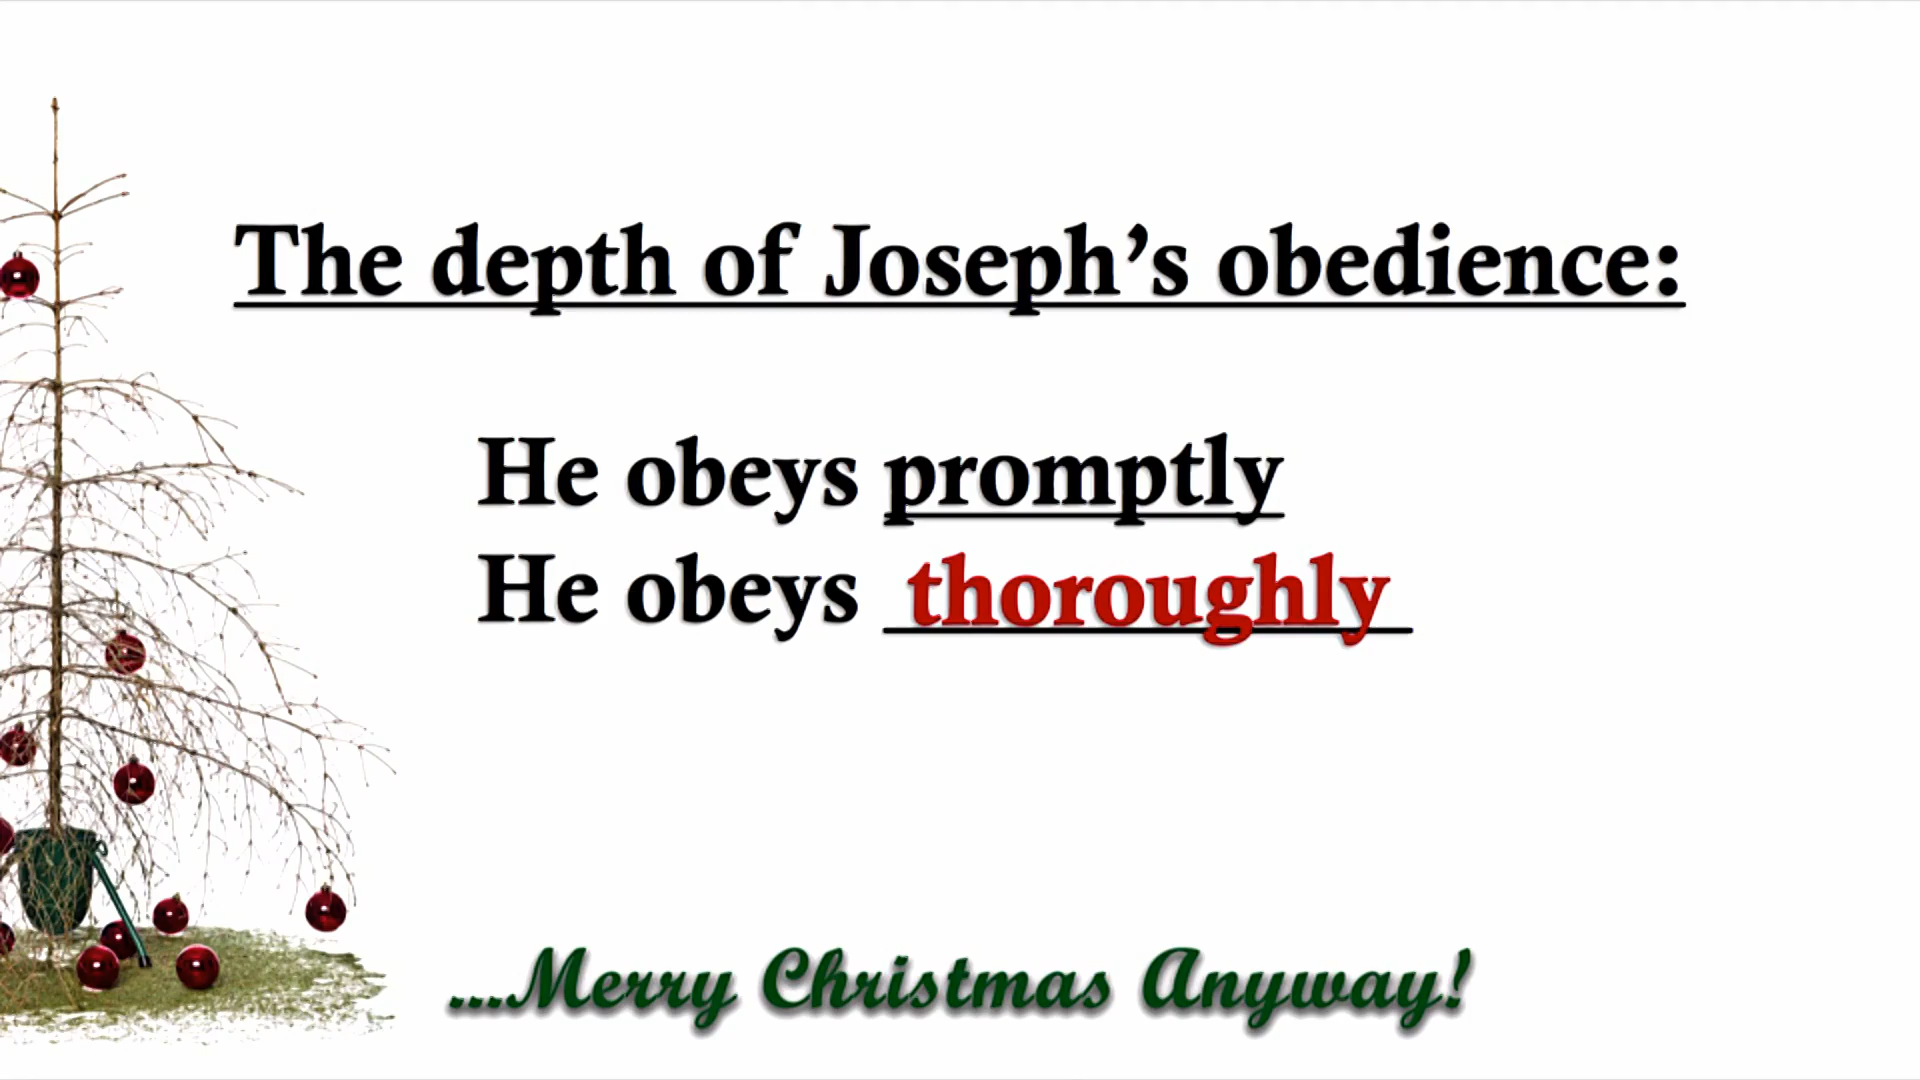 The depth of Joseph’s obedience:
He obeys promptly
He obeys thoroughly
...Merry Christmas Anyway!